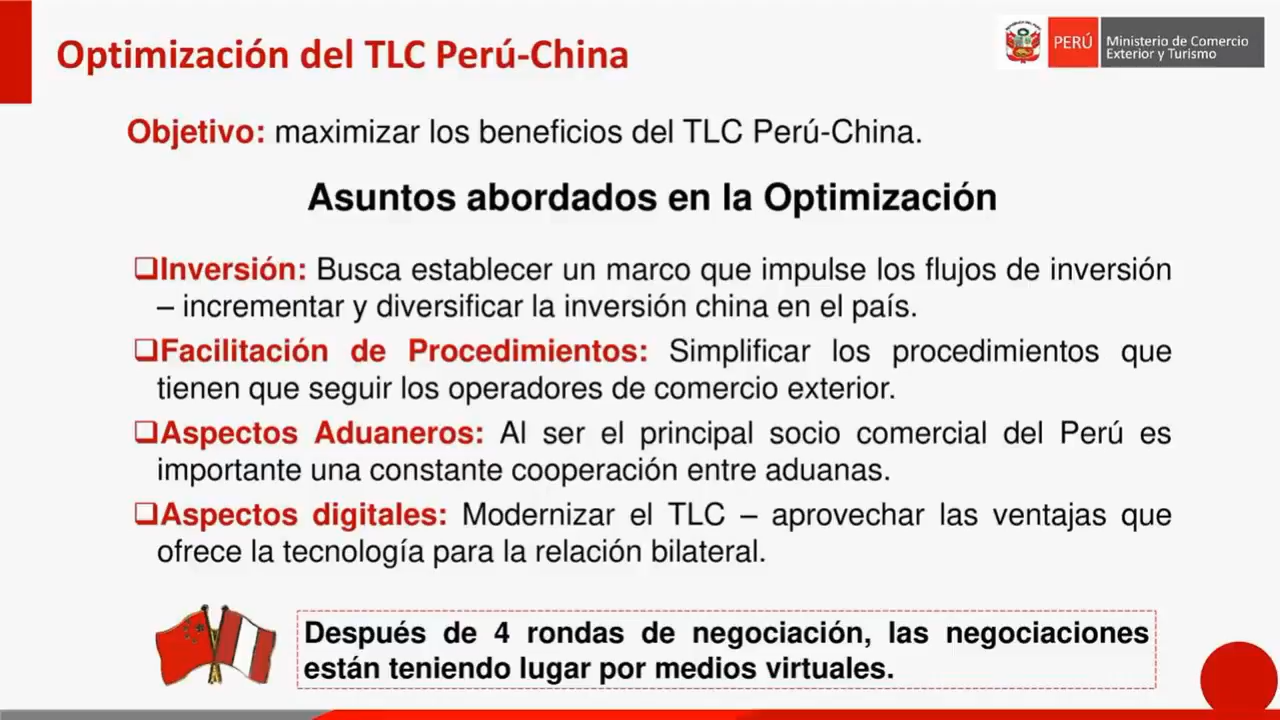 Optimización del TLC Perú-China
PERÚ
Ministerio de Comercio
Exterior y Turismo
Objetivo: maximizar los beneficios del TLC Perú-China.
Asuntos abordados en la Optimización
❑Inversión: Busca establecer un marco que impulse los flujos de inversión
– incrementar y diversificar la inversión china en el país.
❑Facilitación de Procedimientos: Simplificar los procedimientos que
tienen que seguir los operadores de comercio exterior.
❑Aspectos Aduaneros: Al ser el principal socio comercial del Perú es
importante una constante cooperación entre aduanas.
❑Aspectos digitales: Modernizar el TLC – aprovechar las ventajas que
ofrece la tecnología para la relación bilateral.
Después de 4 rondas de negociación, las negociaciones
están teniendo lugar por medios virtuales.